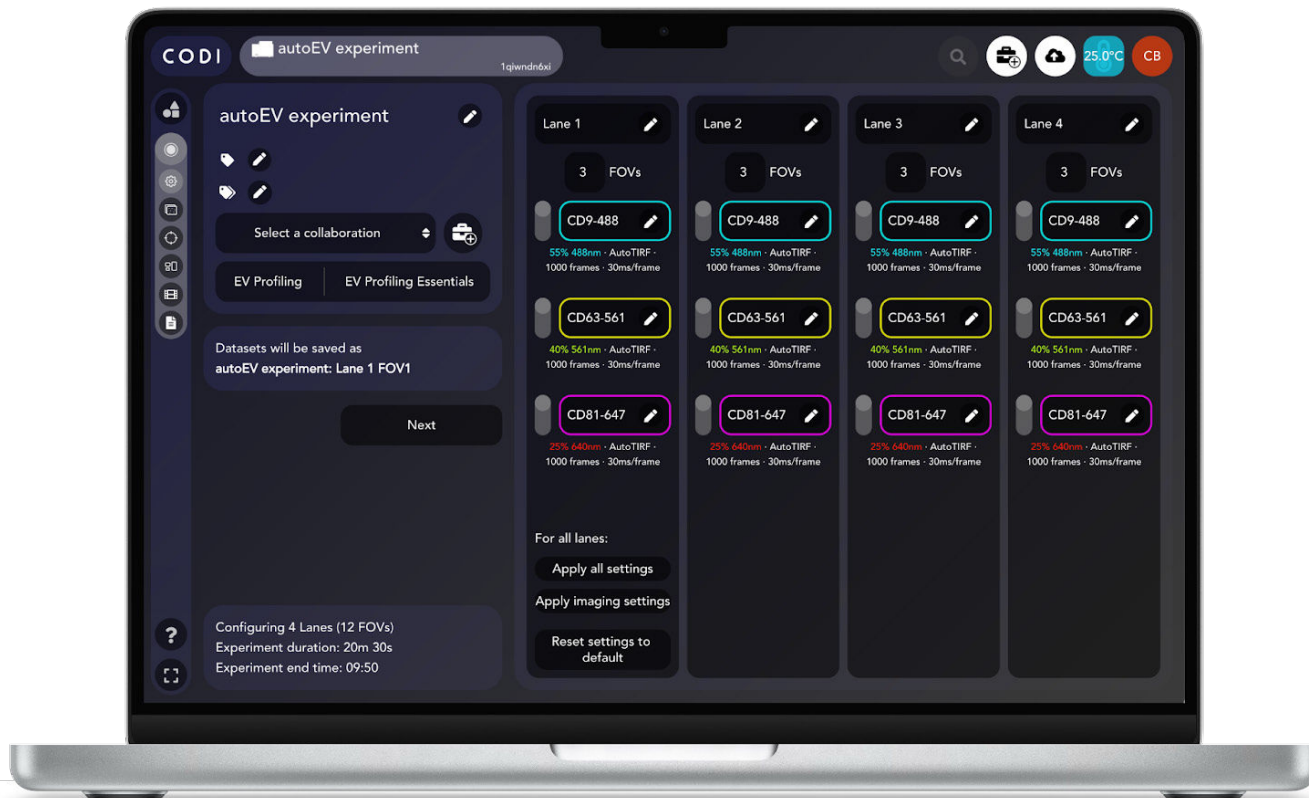 CODI
autoEV experiment
1qiwndn6xi
25.0°C
CB
autoEV experiment
Select a collaboration
EV Profiling
EV Profiling Essentials
Datasets will be saved as
autoEV experiment: Lane 1 FOV1
Next
Configuring 4 Lanes (12 FOVs)
Experiment duration: 20m 30s
Experiment end time: 09:50
?
Lane 1
3 FOVs
CD9-488
55% 488nm · AutoTIRF ·
1000 frames · 30ms/frame
CD63-561
40% 561nm · AutoTIRF ·
1000 frames · 30ms/frame
CD81-647
25% 640nm · AutoTIRF ·
1000 frames · 30ms/frame
For all lanes:
Apply all settings
Apply imaging settings
Reset settings to
default
Lane 2
3 FOVs
CD9-488
55% 488nm · AutoTIRF ·
1000 frames · 30ms/frame
CD63-561
40% 561nm · AutoTIRF ·
1000 frames · 30ms/frame
CD81-647
25% 640nm · AutoTIRF ·
1000 frames · 30ms/frame
Lane 3
3 FOVs
CD9-488
55% 488nm · AutoTIRF ·
1000 frames · 30ms/frame
CD63-561
40% 561nm · AutoTIRF ·
1000 frames · 30ms/frame
CD81-647
25% 640nm · AutoTIRF ·
1000 frames · 30ms/frame
Lane 4
3 FOVs
CD9-488
55% 488nm · AutoTIRF ·
1000 frames · 30ms/frame
CD63-561
40% 561nm · AutoTIRF ·
1000 frames · 30ms/frame
CD81-647
25% 640nm · AutoTIRF ·
1000 frames · 30ms/frame